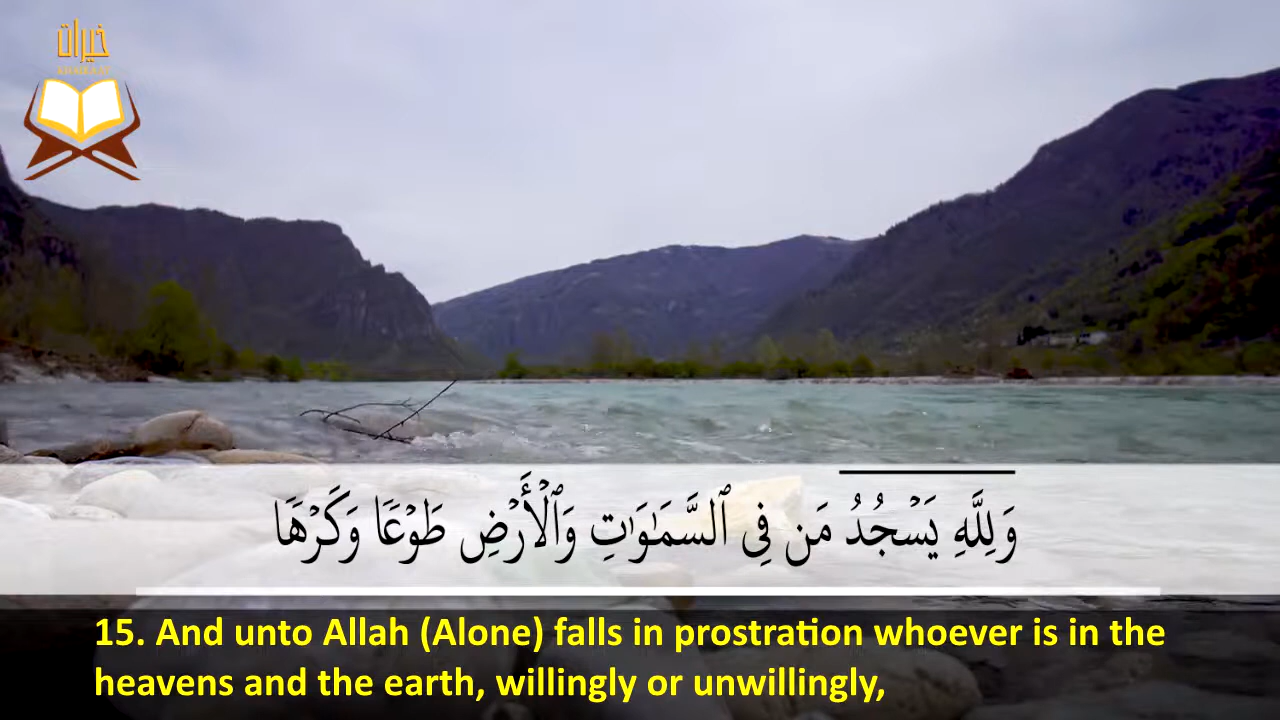 خيرات
وَلِلَّهِ يَسْجُدُ مَن فِى ٱلسَّمَـٰوَٰتِ وَٱلْأَرْضِ طَوْعًا وَكَرْهًا
15. And unto Allah (Alone) falls in prostration whoever is in the
heavens and the earth, willingly or unwillingly,